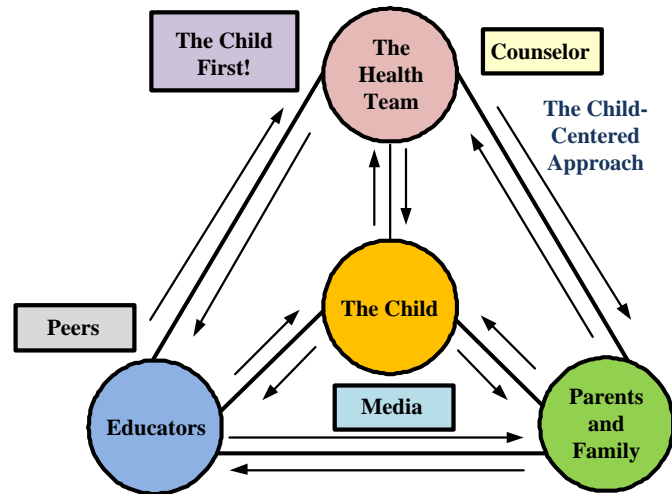 The Child
First!
The
Health
Team
Counselor
The Child-
Centered
Approach
The Child
Peers
Media
Educators
Parents
and
Family